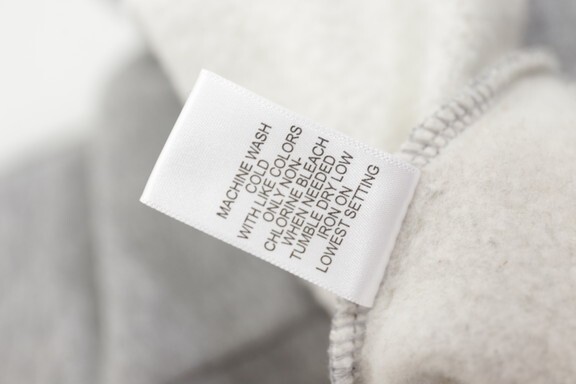 MACHINE WASH
COLD
WITH LIKE COLORS
ONLY NON-
CHLORINE BLEACH
WHEN NEEDED
TUMBLE DRY LOW
IRON ON
LOWEST SETTING